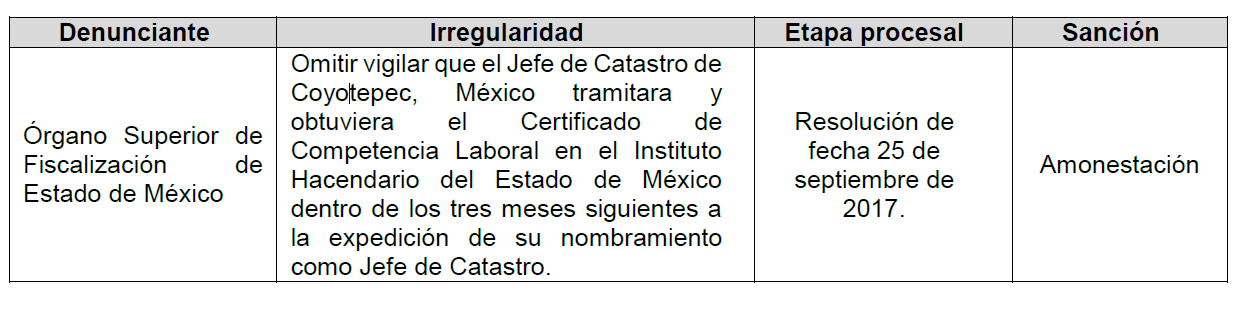 Denunciante Irregularidad Etapa procesal Sanción
Órgano Superior de
Fiscalización de
Estado de México
Omitir vigilar que el Jefe de Catastro de
Coyotepec, México tramitara y
obtuviera el Certificado de
Competencia Laboral en el Instituto
Hacendario del Estado de México
dentro de los tres meses siguientes a
la expedición de su nombramiento
como Jefe de Catastro.
Resolución de
fecha 25 de
septiembre de
2017.
Amonestación